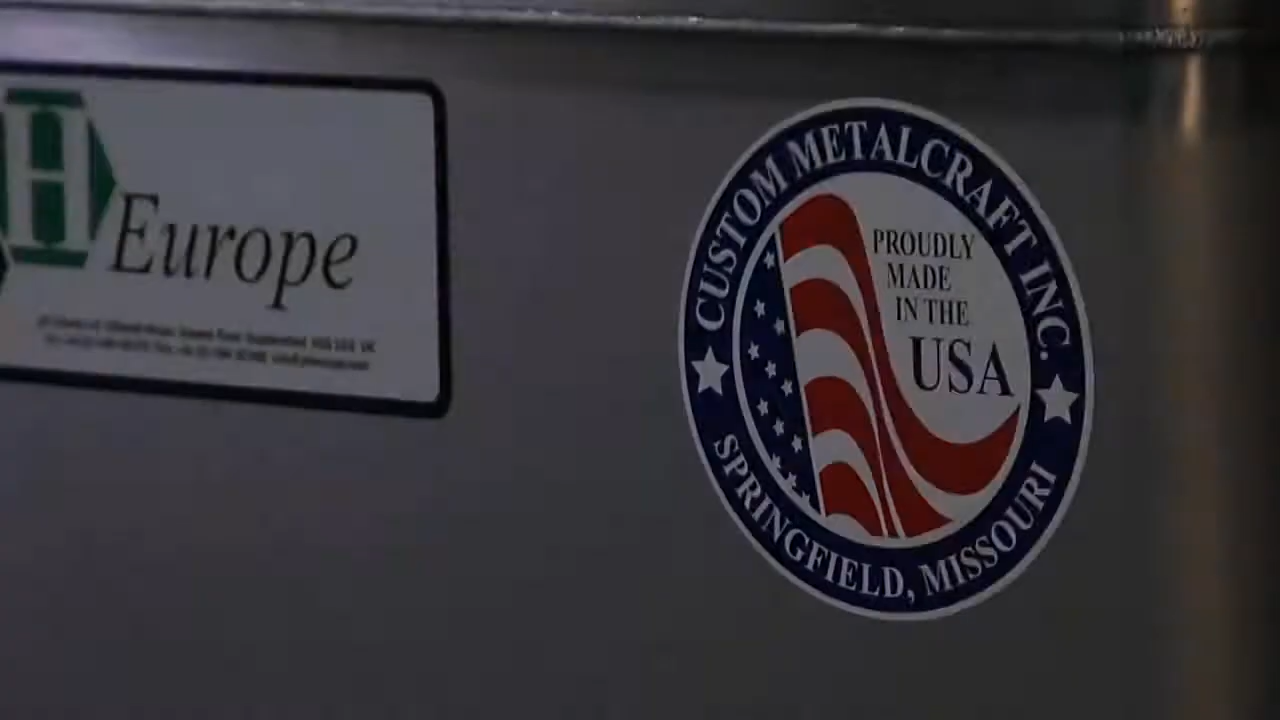 H
Europe
CUSTOM METALCRAFT INC.
PROUDLY
MADE
IN THE
USA
SPRINGFIELD, MISSOURI